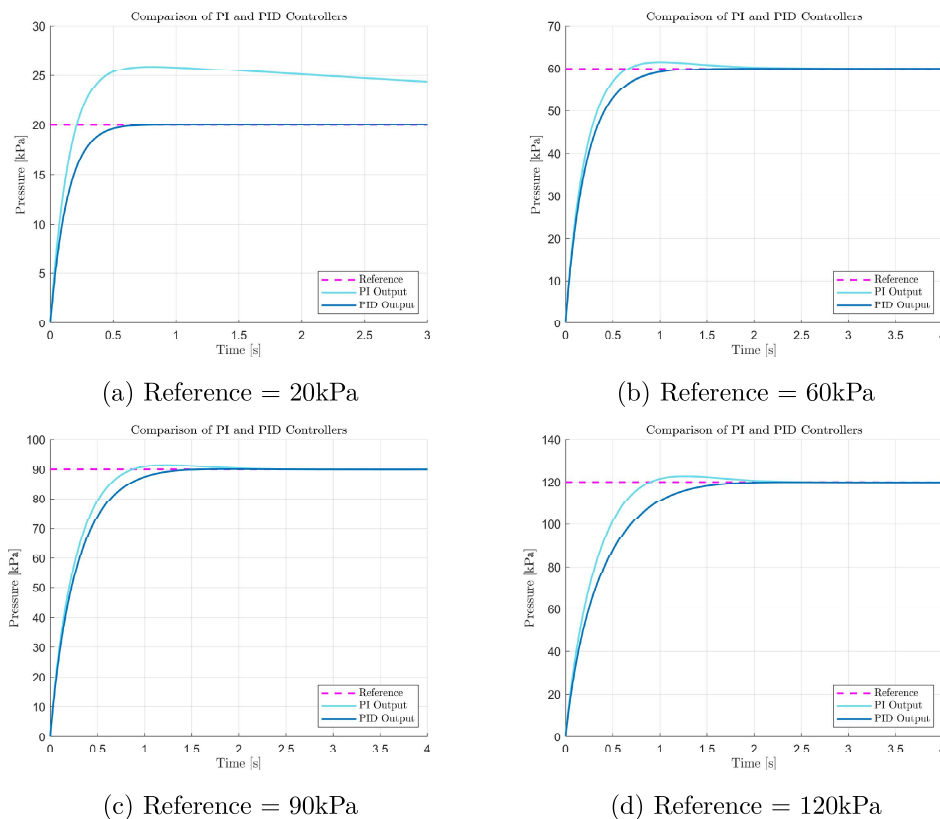 Comparison of PI and PID Controllers
30
25
20
15
10
5
0
Pressure [kPa]
Reference
PI Output
PID Output
0 0.5 1 1.5 2 2.5 3
Time [s]
(a) Reference = 20kPa
Comparison of PI and PID Controllers
70
60
50
40
30
20
10
0
Pressure [kPa]
Reference
PI Output
PID Output
0 0.5 1 1.5 2 2.5 3 3.5 4
Time [s]
(b) Reference = 60kPa
Comparison of PI and PID Controllers
100
90
80
70
60
50
40
30
20
10
0
Pressure [kPa]
Reference
PI Output
PID Output
0 0.5 1 1.5 2 2.5 3 3.5 4
Time [s]
(c) Reference = 90kPa
Comparison of PI and PID Controllers
140
120
100
80
60
40
20
0
Pressure [kPa]
Reference
PI Output
PID Output
0 0.5 1 1.5 2 2.5 3 3.5 4
Time [s]
(d) Reference = 120kPa